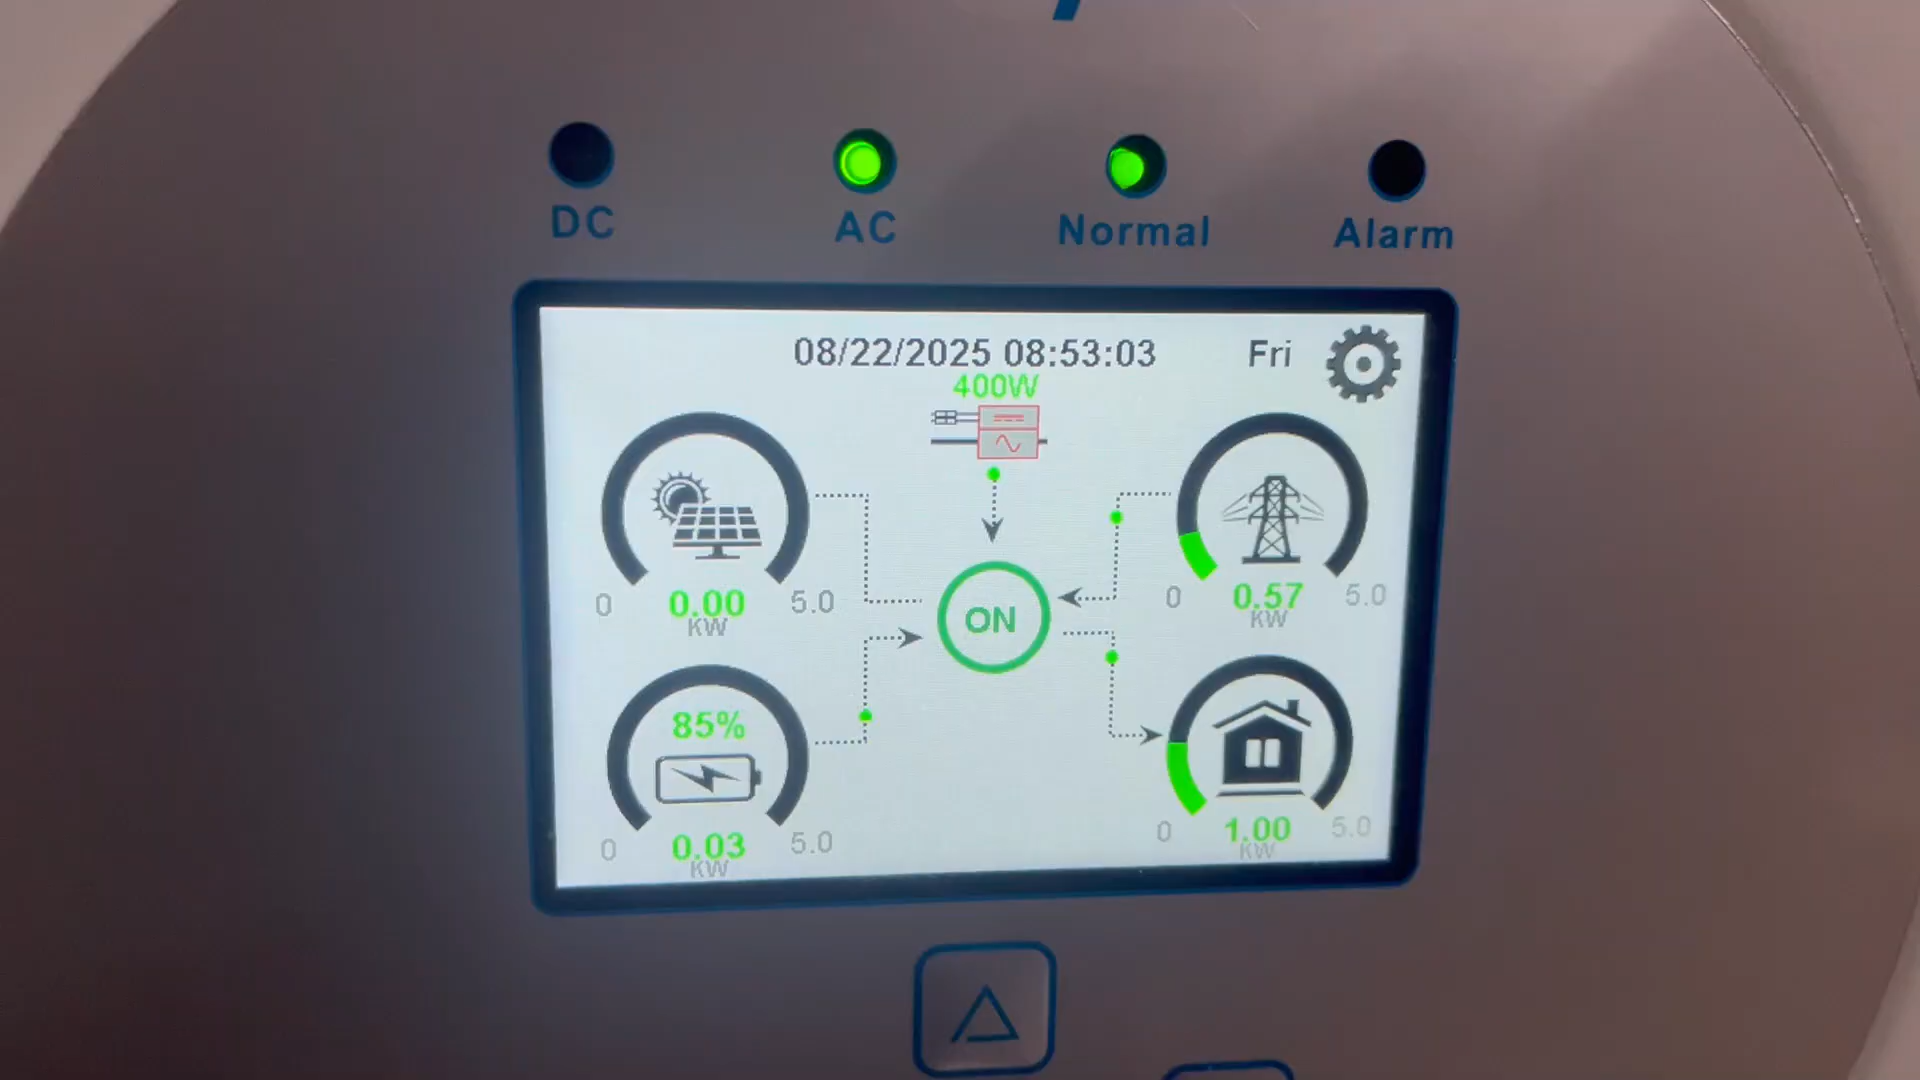 DC AC Normal Alarm
08/22/2025 08:53:03 Fri
400W
0 0.00 5.0
KW
0 0.57 5.0
KW
ON
85%
0 0.03 5.0
KW
0 1.00 5.0
KW